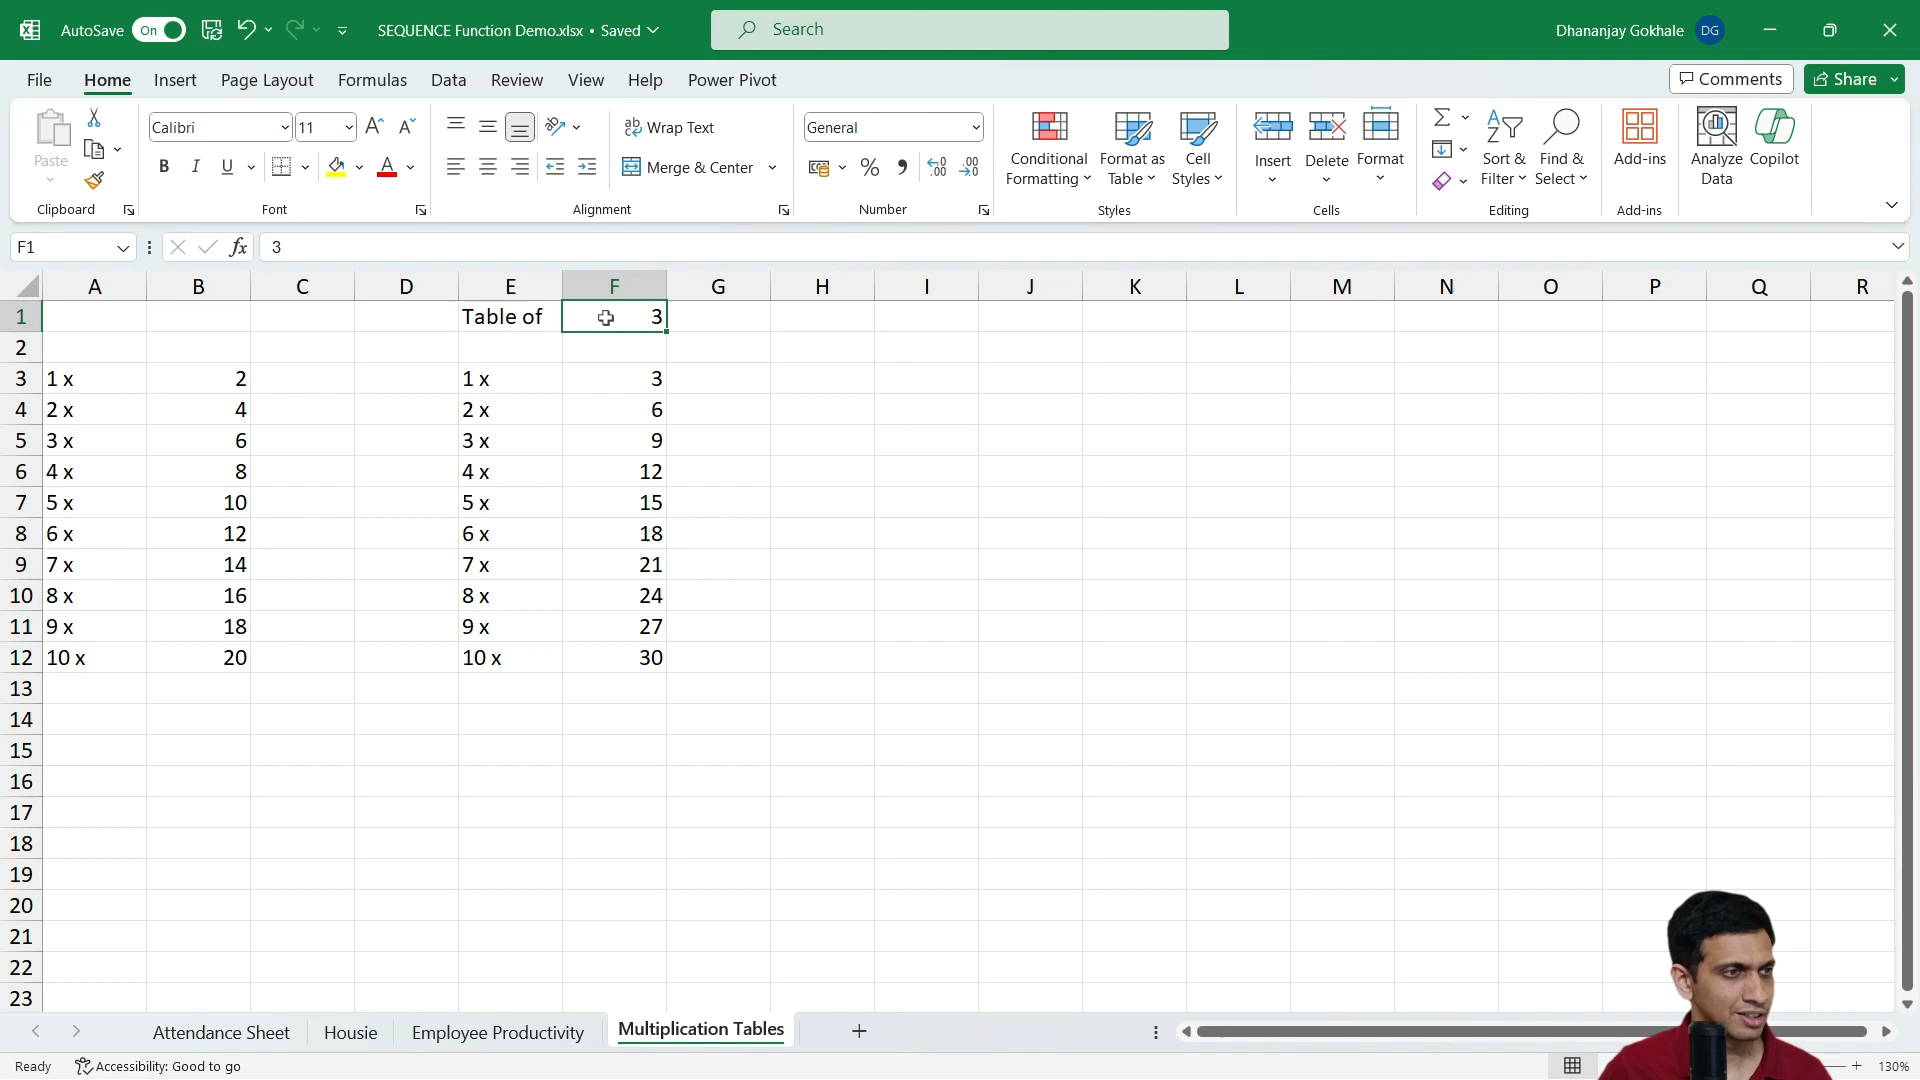 AutoSave On SEQUENCE Function Demo.xlsx • Saved Search Dhananjay Gokhale DG
File Home Insert Page Layout Formulas Data Review View Help Power Pivot Comments Share
Paste Calibri 11 Wrap Text General Conditional Formatting Format as Table Cell Styles Insert Delete Format Sort & Filter Find & Select Add-ins Analyze Data Copilot
B I U Merge & Center
Clipboard Font Alignment Number Styles Cells Editing Add-ins
F1 fx 3
A B C D E F G H I J K L M N O P Q R
1 Table of 3
2
3 1 x 2 1 x 3
4 2 x 4 2 x 6
5 3 x 6 3 x 9
6 4 x 8 4 x 12
7 5 x 10 5 x 15
8 6 x 12 6 x 18
9 7 x 14 7 x 21
10 8 x 16 8 x 24
11 9 x 18 9 x 27
12 10 x 20 10 x 30
13
14
15
16
17
18
19
20
21
22
23
Attendance Sheet Housie Employee Productivity Multiplication Tables
Ready Accessibility: Good to go 130%